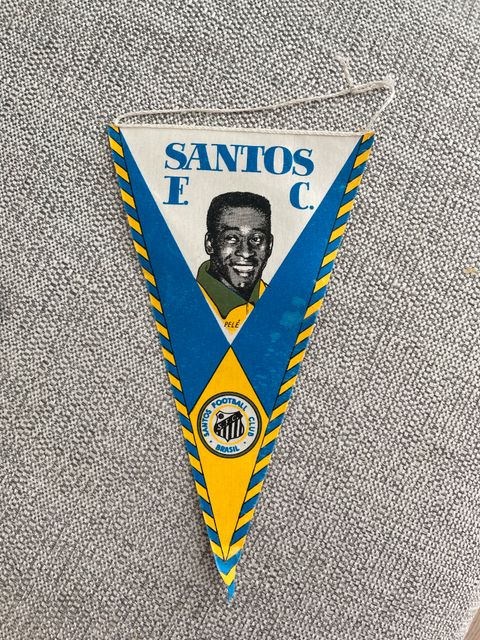 SANTOS
F. C.
PELÉ
SANTOS FOOTBALL CLUB
BRASIL